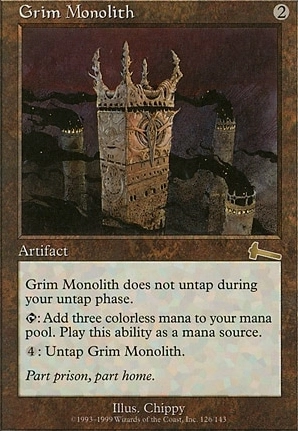 Grim Monolith 2
Artifact
Grim Monolith does not untap during
your untap phase.
: Add three colorless mana to your mana
pool. Play this ability as a mana source.
4: Untap Grim Monolith.
Part prison, part home.
Illus. Chippy
©1993–1999 Wizards of the Coast, Inc. 126/143